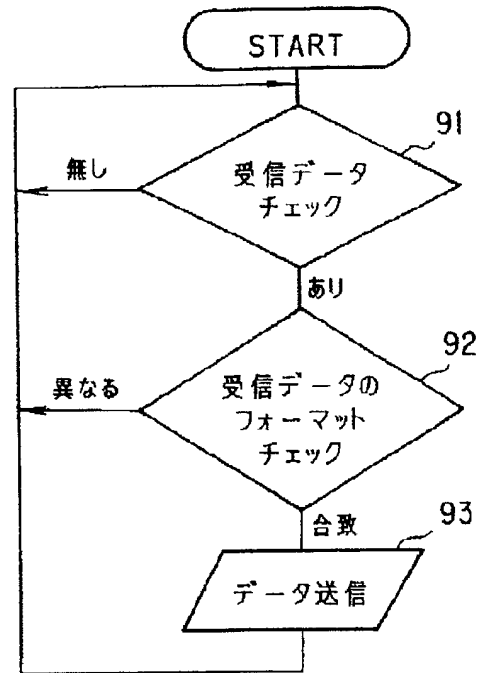 START
91
受信データ
チェック
無し
あり
92
受信データの
フォーマット
チェック
異なる
合致
93
データ送信